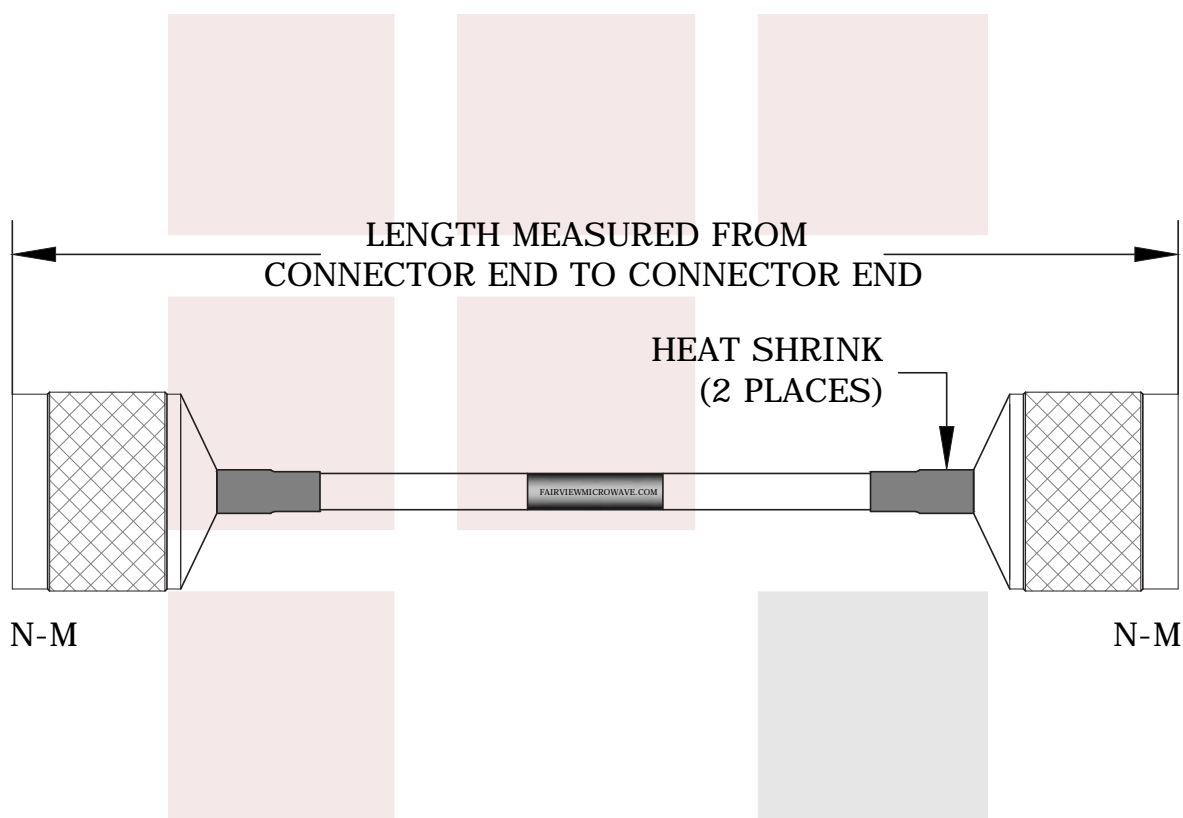 LENGTH MEASURED FROM
CONNECTOR END TO CONNECTOR END
HEAT SHRINK
(2 PLACES)
FAIRVIEWMICROWAVE.COM
N-M
N-M